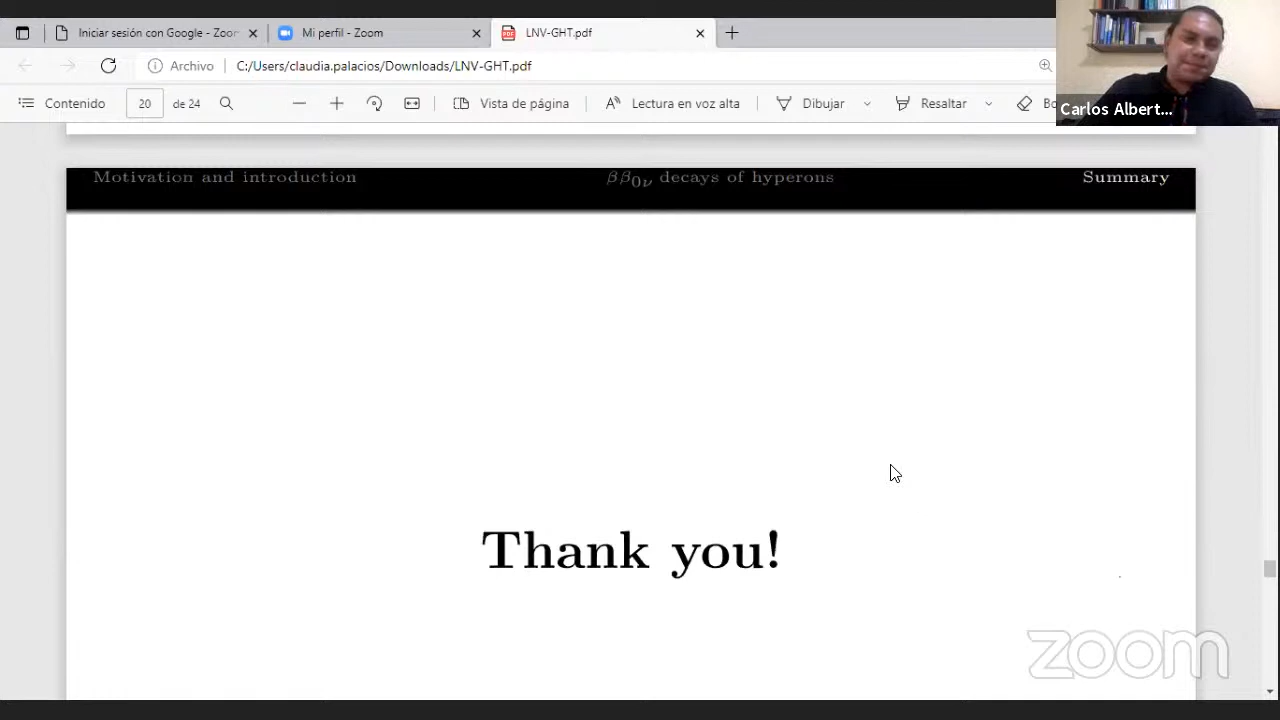 Iniciar sesión con Google - Zoom
Mi perfil - Zoom
LNV-GHT.pdf
Archivo
C:/Users/claudia.palacios/Downloads/LNV-GHT.pdf
Contenido
20
de 24
Vista de página
Lectura en voz alta
Dibujar
Resaltar
Carlos Albert...
Motivation and introduction
ββ0ν decays of hyperons
Summary
Thank you!
zoom